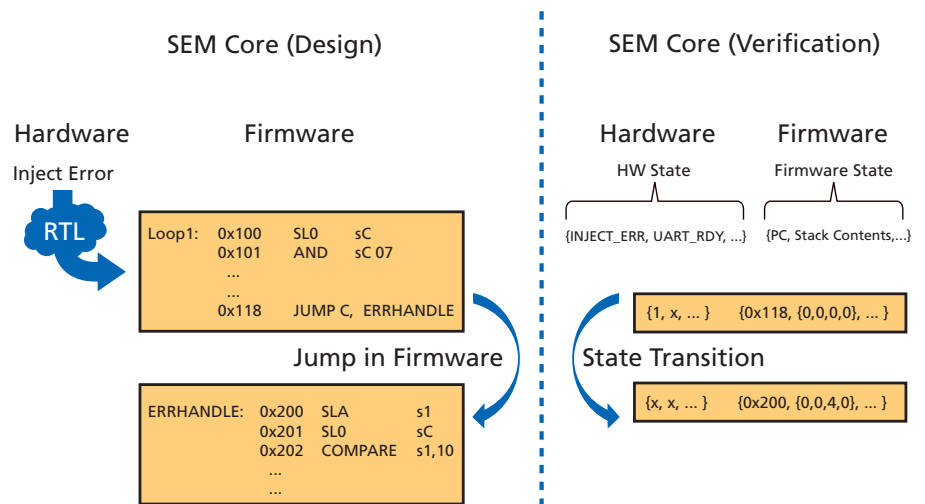 SEM Core (Design)
Hardware
Firmware
Inject Error
RTL
Loop1: 0x100 SL0 sC
0x101 AND sC 07
...
...
0x118 JUMP C, ERRHANDLE
Jump in Firmware
ERRHANDLE: 0x200 SLA s1
0x201 SL0 sC
0x202 COMPARE s1,10
...
...
SEM Core (Verification)
Hardware
Firmware
HW State
Firmware State
{INJECT_ERR, UART_RDY, ...}
{PC, Stack Contents,...}
{1, x, ... } {0x118, {0,0,0,0}, ... }
State Transition
{x, x, ... } {0x200, {0,0,4,0}, ... }